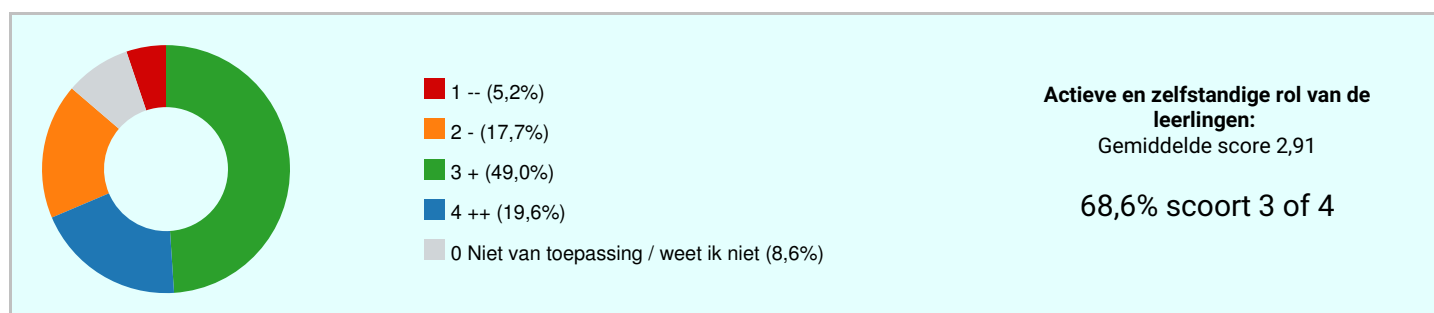 1 -- (5,2%)
2 - (17,7%)
3 + (49,0%)
4 ++ (19,6%)
0 Niet van toepassing / weet ik niet (8,6%)
Actieve en zelfstandige rol van de
leerlingen:
Gemiddelde score 2,91
68,6% scoort 3 of 4